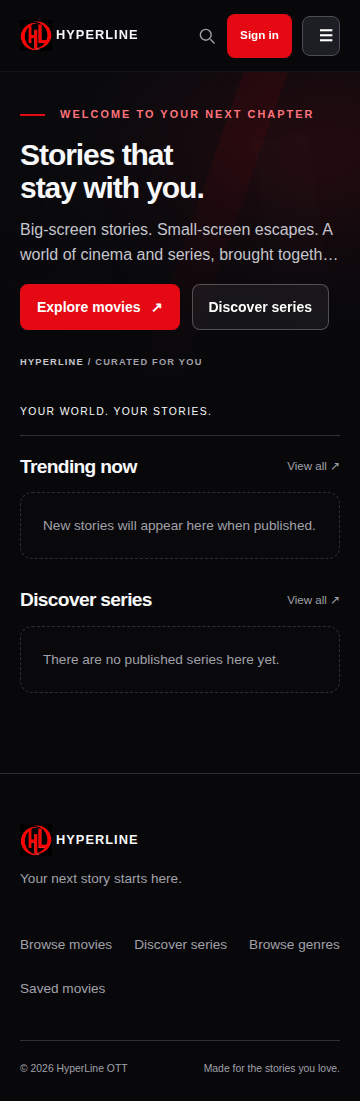 HYPERLINE
Sign in
WELCOME TO YOUR NEXT CHAPTER
Stories that
stay with you.
Big-screen stories. Small-screen escapes. A
world of cinema and series, brought togeth…
Explore movies ↗
Discover series
HYPERLINE / CURATED FOR YOU
YOUR WORLD. YOUR STORIES.
Trending now
View all ↗
New stories will appear here when published.
Discover series
View all ↗
There are no published series here yet.
HYPERLINE
Your next story starts here.
Browse movies Discover series Browse genres
Saved movies
© 2026 HyperLine OTT
Made for the stories you love.